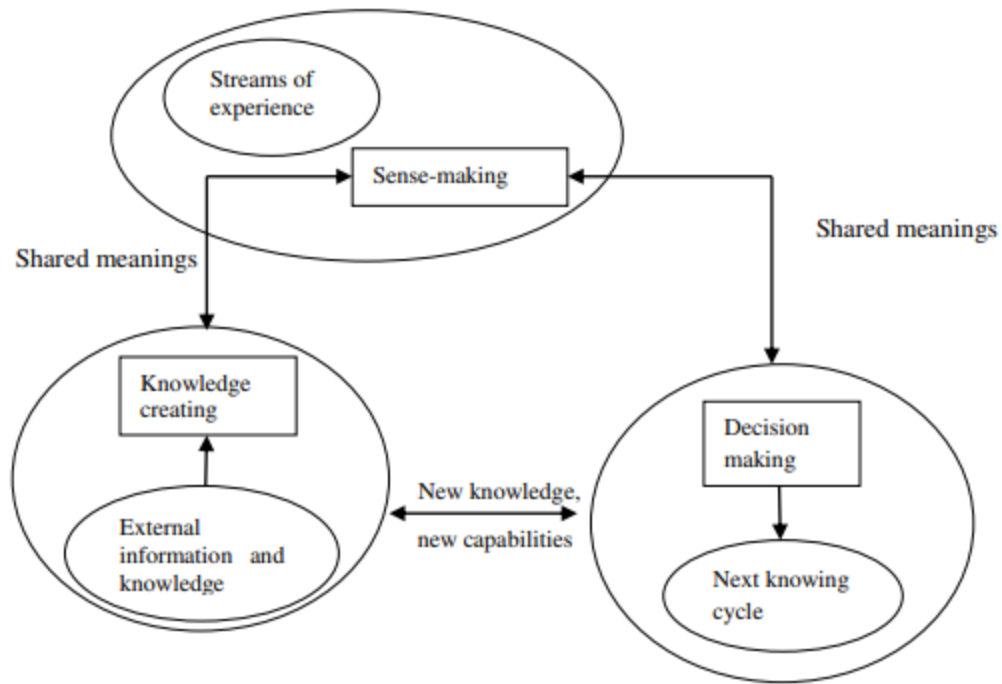 Streams of
experience
Sense-making
Shared meanings
Shared meanings
Knowledge
creating
External
information and
knowledge
New knowledge,
new capabilities
Decision
making
Next knowing
cycle